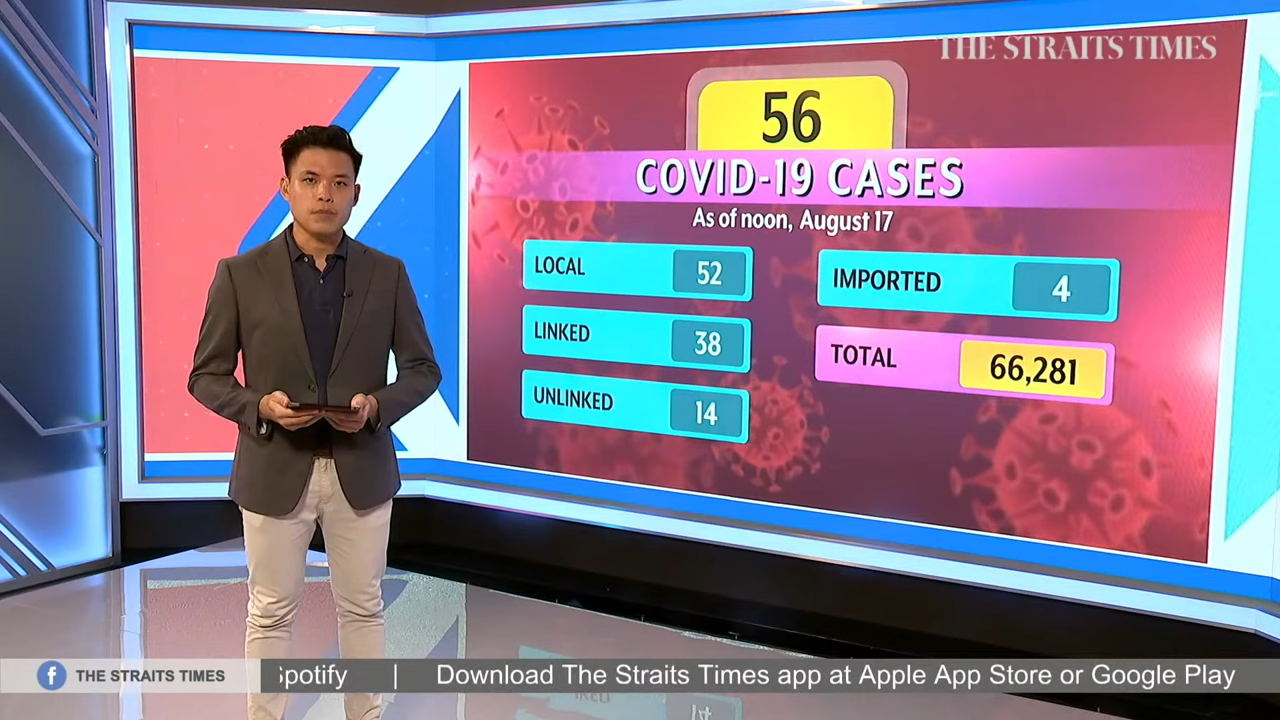 THE STRAITS TIMES
56
COVID-19 CASES
As of noon, August 17
LOCAL 52
LINKED 38
UNLINKED 14
IMPORTED 4
TOTAL 66,281
THE STRAITS TIMES
Spotify | Download The Straits Times app at Apple App Store or Google Play